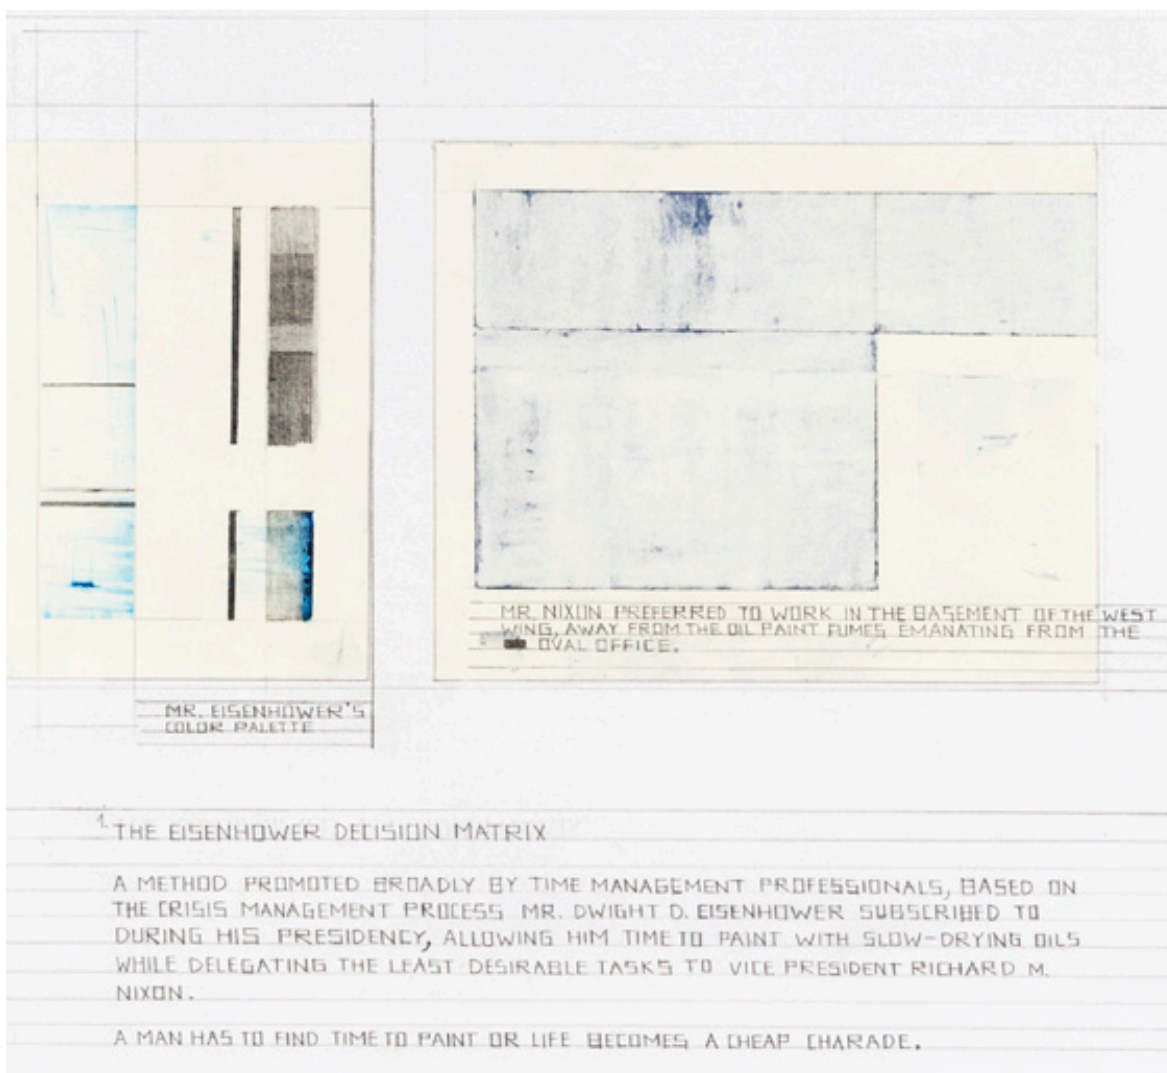 MR. NIXON PREFERRED TO WORK IN THE BASEMENT OF THE WEST
WING, AWAY FROM THE OIL PAINT FUMES EMANATING FROM THE
OVAL OFFICE.
MR. EISENHOWER'S
COLOR PALETTE
1. THE EISENHOWER DECISION MATRIX
A METHOD PROMOTED BROADLY BY TIME MANAGEMENT PROFESSIONALS, BASED ON
THE CRISIS MANAGEMENT PROCESS MR. DWIGHT D. EISENHOWER SUBSCRIBED TO
DURING HIS PRESIDENCY, ALLOWING HIM TIME TO PAINT WITH SLOW-DRYING OILS
WHILE DELEGATING THE LEAST DESIRABLE TASKS TO VICE PRESIDENT RICHARD M.
NIXON.
A MAN HAS TO FIND TIME TO PAINT OR LIFE BECOMES A CHEAP CHARADE.